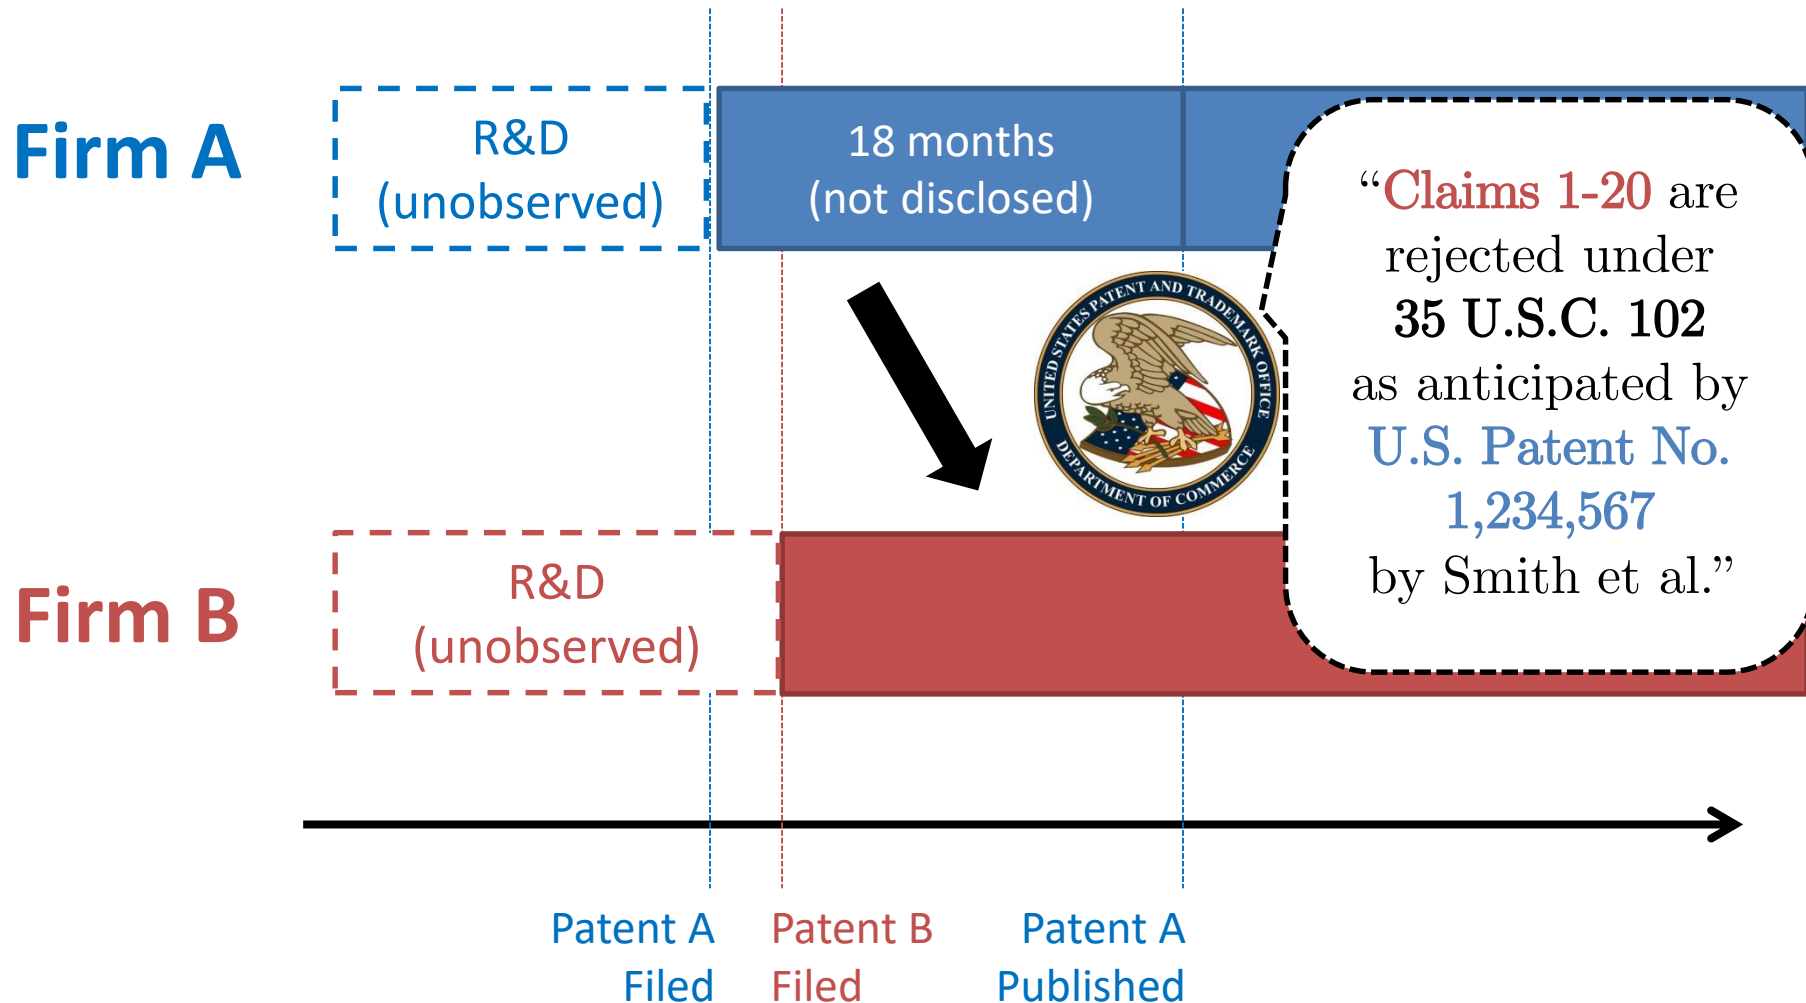 Firm A
R&D
(unobserved)
18 months
(not disclosed)
“Claims 1-20 are
rejected under
35 U.S.C. 102
as anticipated by
U.S. Patent No.
1,234,567
by Smith et al.”
UNITED STATES PATENT AND TRADEMARK OFFICE
DEPARTMENT OF COMMERCE
Firm B
R&D
(unobserved)
Patent A
Filed
Patent B
Filed
Patent A
Published